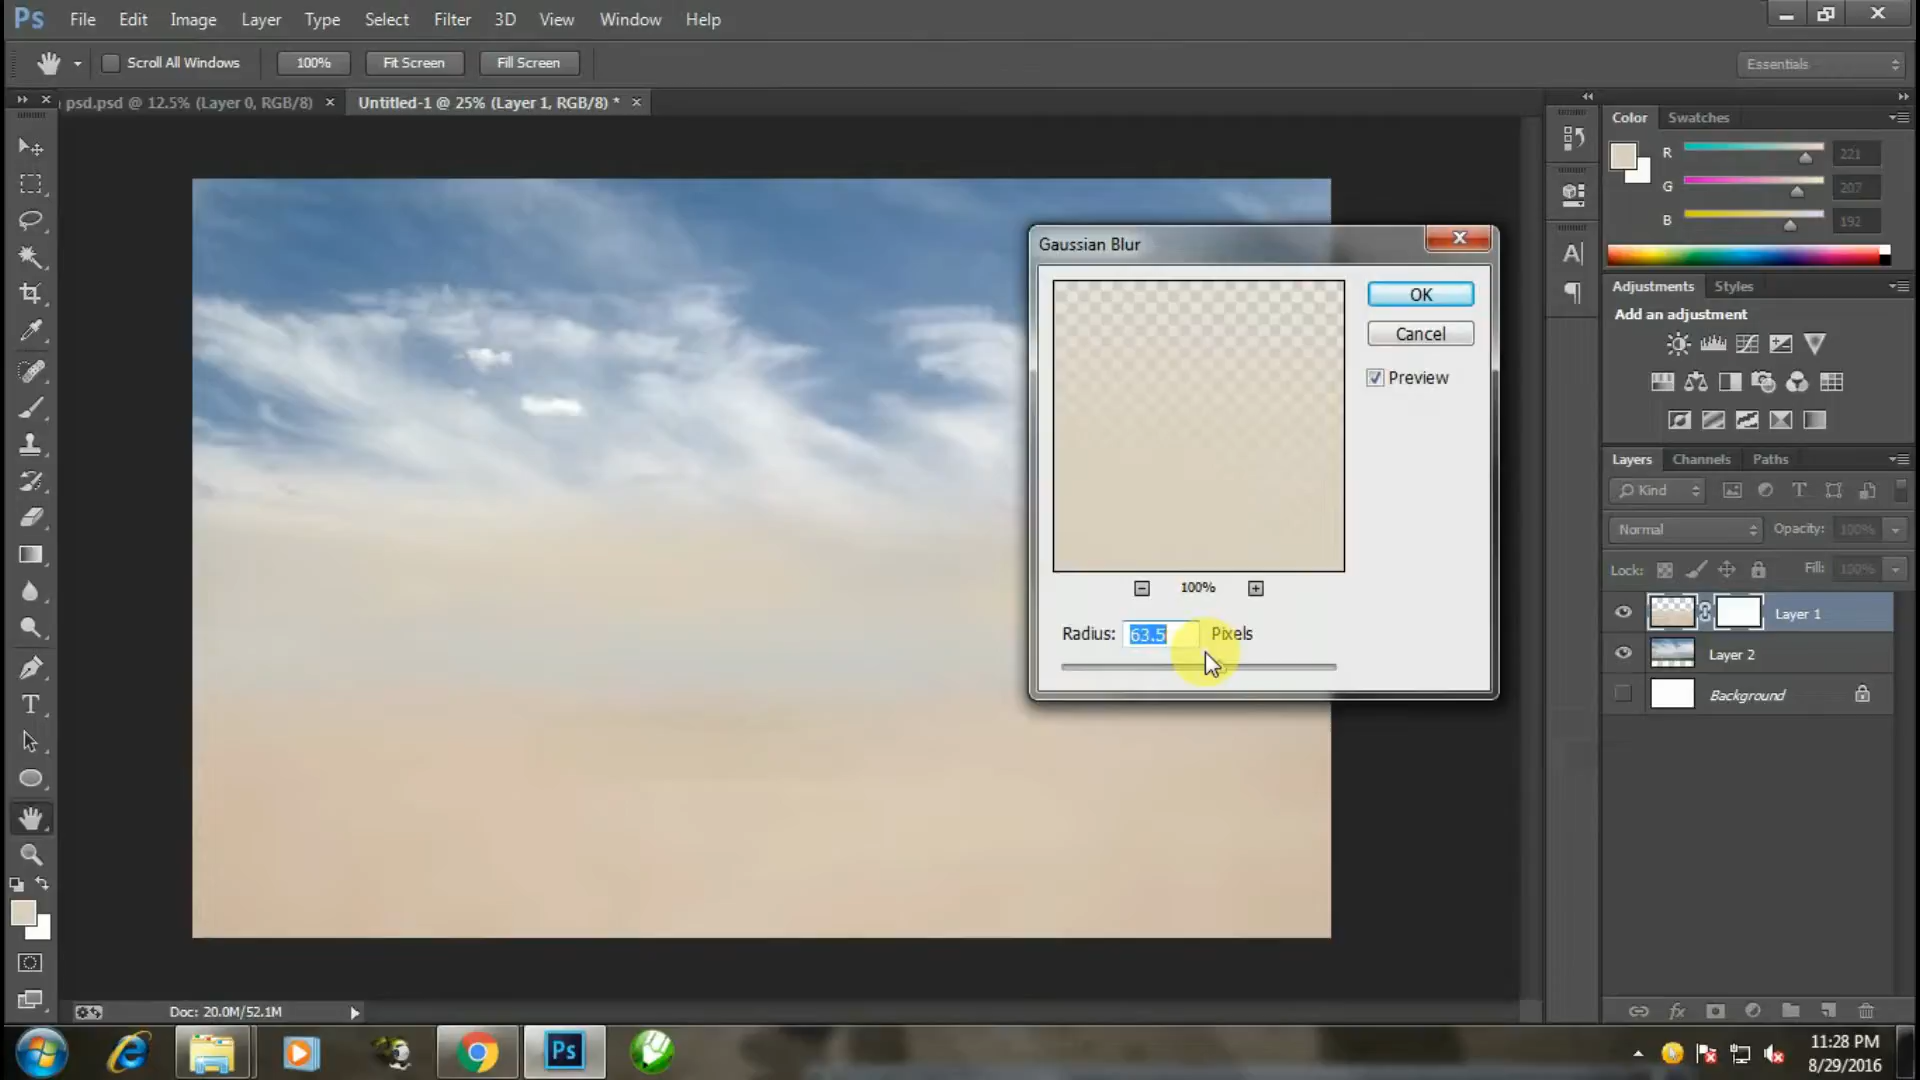 Ps File Edit Image Layer Type Select Filter 3D View Window Help
Scroll All Windows 100% Fit Screen Fill Screen Essentials
psd.psd @ 12.5% (Layer 0, RGB/8) × Untitled-1 @ 25% (Layer 1, RGB/8) * ×
Color Swatches
R 221
G 207
B 192
Gaussian Blur
OK
Cancel
Preview
100%
Radius: 63.5 Pixels
Adjustments Styles
Add an adjustment
Layers Channels Paths
Kind
Normal Opacity: 100%
Lock: Fill: 100%
Layer 1
Layer 2
Background
Doc: 20.0M/52.1M
Ps
11:28 PM
8/29/2016